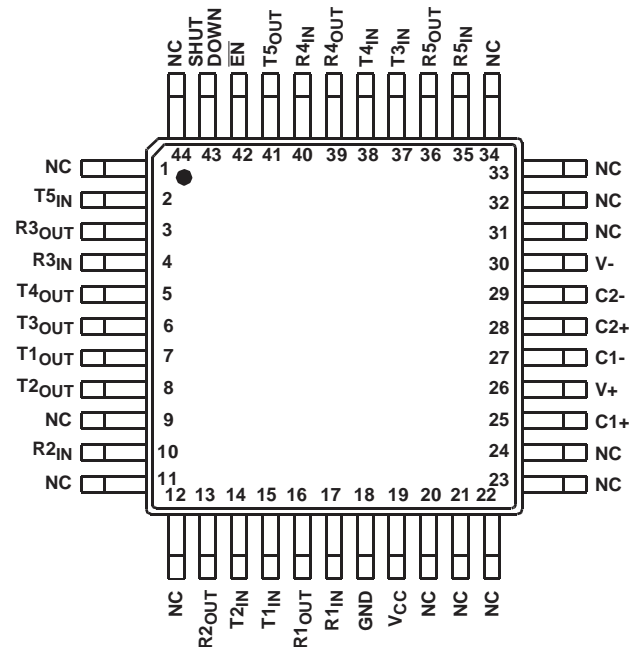 NC
SHUT
DOWN
EN
T5OUT
R4IN
R4OUT
T4IN
T3IN
R5OUT
R5IN
NC
44 43 42 41 40 39 38 37 36 35 34
NC 1
T5IN 2
R3OUT 3
R3IN 4
T4OUT 5
T3OUT 6
T1OUT 7
T2OUT 8
NC 9
R2IN 10
NC 11
33 NC
32 NC
31 NC
30 V-
29 C2-
28 C2+
27 C1-
26 V+
25 C1+
24 NC
23 NC
12 13 14 15 16 17 18 19 20 21 22
NC
R2OUT
T2IN
T1IN
R1OUT
R1IN
GND
VCC
NC
NC
NC